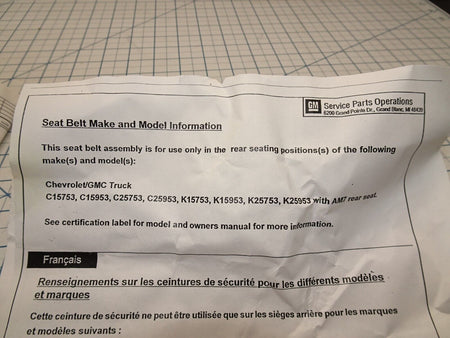 GM Service Parts Operations
6200 Grand Pointe Dr., Grand Blanc, MI 48439
Seat Belt Make and Model Information
This seat belt assembly is for use only in the rear seating positions(s) of the following
make(s) and model(s):
Chevrolet/GMC Truck
C15753, C15953, C25753, C25953, K15753, K15953, K25753, K25953 with AM7 rear seat.
See certification label for model and owners manual for more information.
Français
Renseignements sur les ceintures de sécurité pour les différents modèles
et marques
Cette ceinture de sécurité ne peut être utilisée que sur les sièges arrière pour les marques
et modèles suivants :